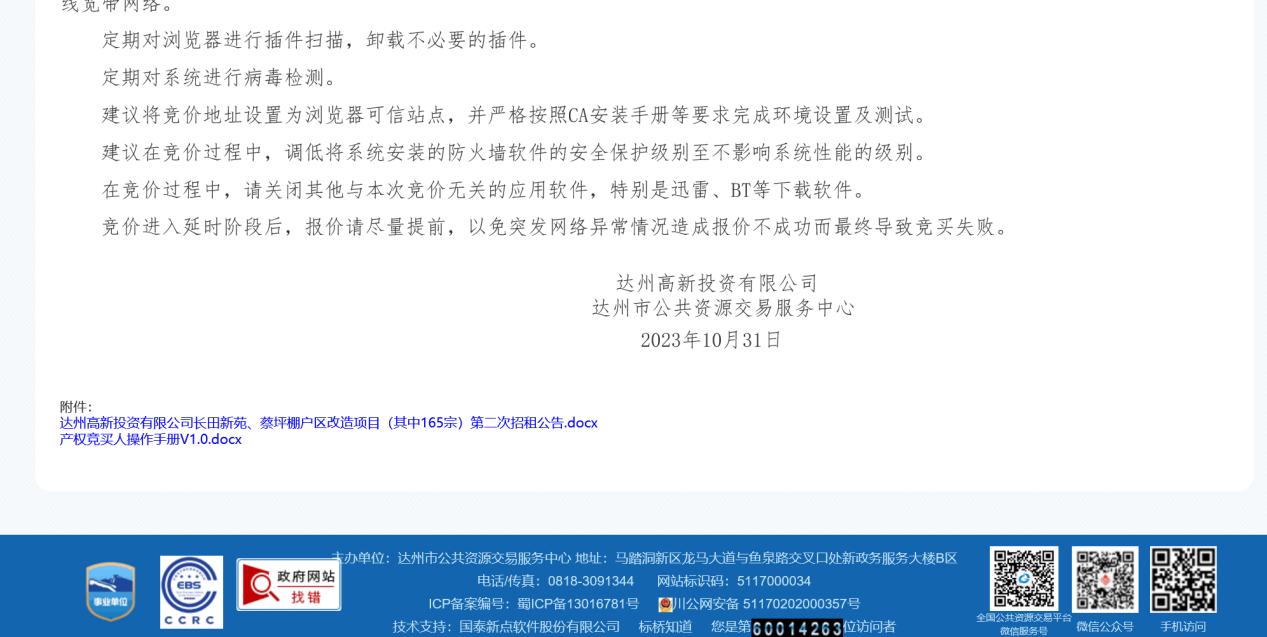 线宽带网络。
定期对浏览器进行插件扫描，卸载不必要的插件。
定期对系统进行病毒检测。
建议将竞价地址设置为浏览器可信站点，并严格按照CA安装手册等要求完成环境设置及测试。
建议在竞价过程中，调低将系统安装的防火墙软件的安全保护级别至不影响系统性能的级别。
在竞价过程中，请关闭其他与本次竞价无关的应用软件，特别是迅雷、BT等下载软件。
竞价进入延时阶段后，报价请尽量提前，以免突发网络异常情况造成报价不成功而最终导致竞买失败。
达州高新投资有限公司
达州市公共资源交易服务中心
2023年10月31日
附件：
达州高新投资有限公司长田新苑、蔡坪棚户区改造项目（其中165宗）第二次招租公告.docx
产权竞买人操作手册V1.0.docx
事业单位
EBS
CCRC
政府网站
找错
主办单位：达州市公共资源交易服务中心 地址：马踏洞新区龙马大道与鱼泉路交叉口处新政务服务大楼B区
电话/传真：0818-3091344 网站标识码：5117000034
ICP备案编号：蜀ICP备13016781号 川公网安备 51170202000357号
技术支持：国泰新点软件股份有限公司 标桥知道 您是第60014263位访问者
全国公共资源交易平台
微信服务号
微信公众号
手机访问